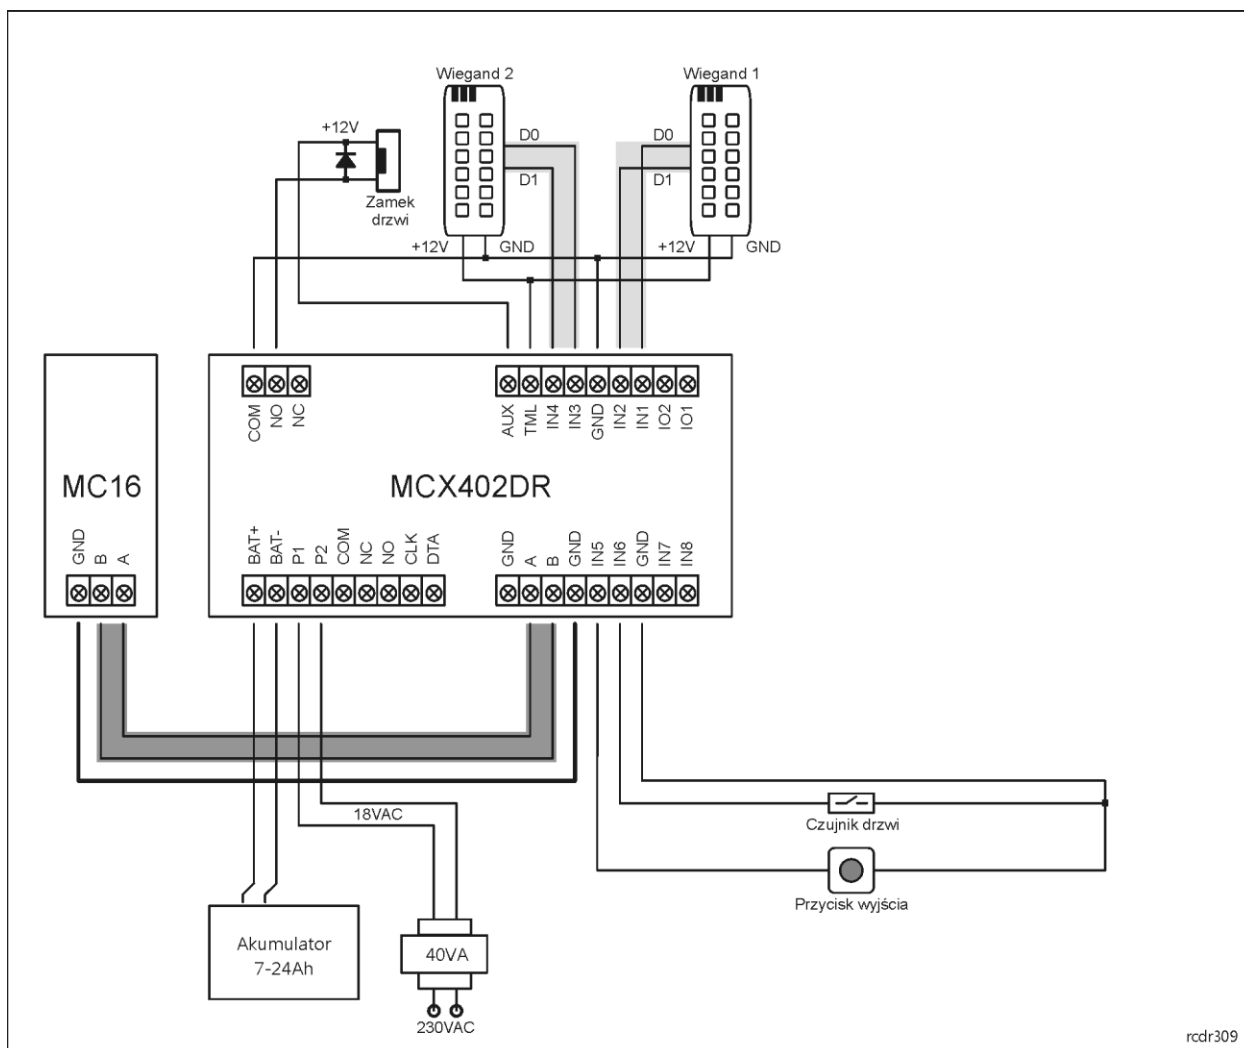 Wiegand 2
Wiegand 1
+12V
D0
D0
D1
D1
Zamek
drzwi
+12V
GND
+12V
GND
COM
NO
NC
AUX
TML
IN4
IN3
GND
IN2
IN1
IO2
IO1
MC16
MCX402DR
GND
B
A
BAT+
BAT-
P1
P2
COM
NC
NO
CLK
DTA
GND
A
B
GND
IN5
IN6
GND
IN7
IN8
18VAC
Czujnik drzwi
Przycisk wyjścia
Akumulator
7-24Ah
40VA
230VAC
rcdr309